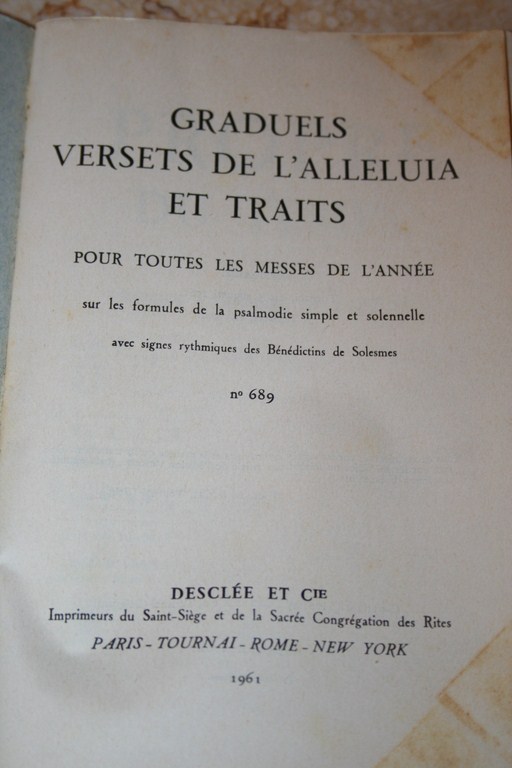 GRADUELS
VERSETS DE L'ALLELUIA
ET TRAITS
POUR TOUTES LES MESSES DE L'ANNÉE
sur les formules de la psalmodie simple et solennelle
avec signes rythmiques des Bénédictins de Solesmes
nº 689
DESCLÉE ET CIE
Imprimeurs du Saint-Siège et de la Sacrée Congrégation des Rites
PARIS - TOURNAI - ROME - NEW YORK
1961